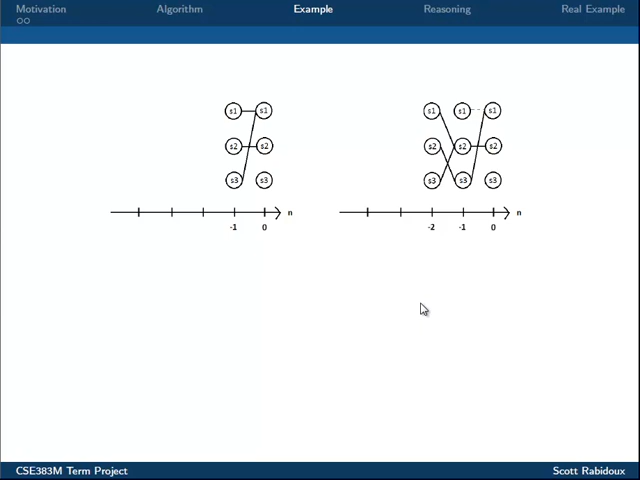 Motivation Algorithm Example Reasoning Real Example
s1 s1 s1 s1 s1
s2 s2 s2 s2 s2
s3 s3 s3 s3 s3
n n
-1 0 -2 -1 0
CSE383M Term Project Scott Rabidoux